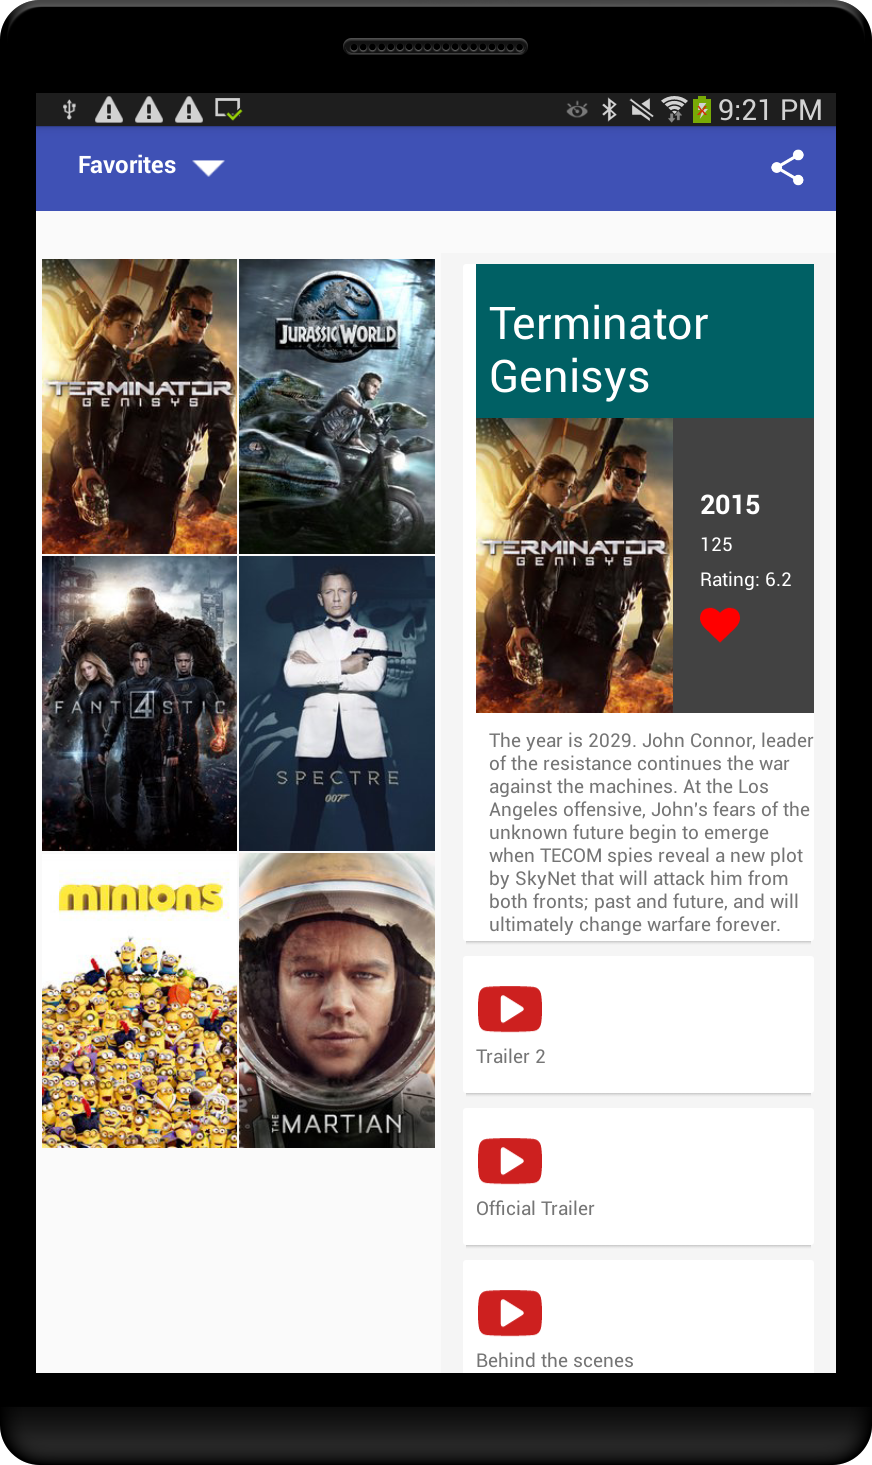 9:21 PM
Favorites
TERMINATOR
GENISYS
JURASSIC WORLD
FANT4STIC
SPECTRE
007
minions
THE MARTIAN
Terminator
Genisys
TERMINATOR
GENISYS
2015
125
Rating: 6.2
The year is 2029. John Connor, leader
of the resistance continues the war
against the machines. At the Los
Angeles offensive, John's fears of the
unknown future begin to emerge
when TECOM spies reveal a new plot
by SkyNet that will attack him from
both fronts; past and future, and will
ultimately change warfare forever.
Trailer 2
Official Trailer
Behind the scenes